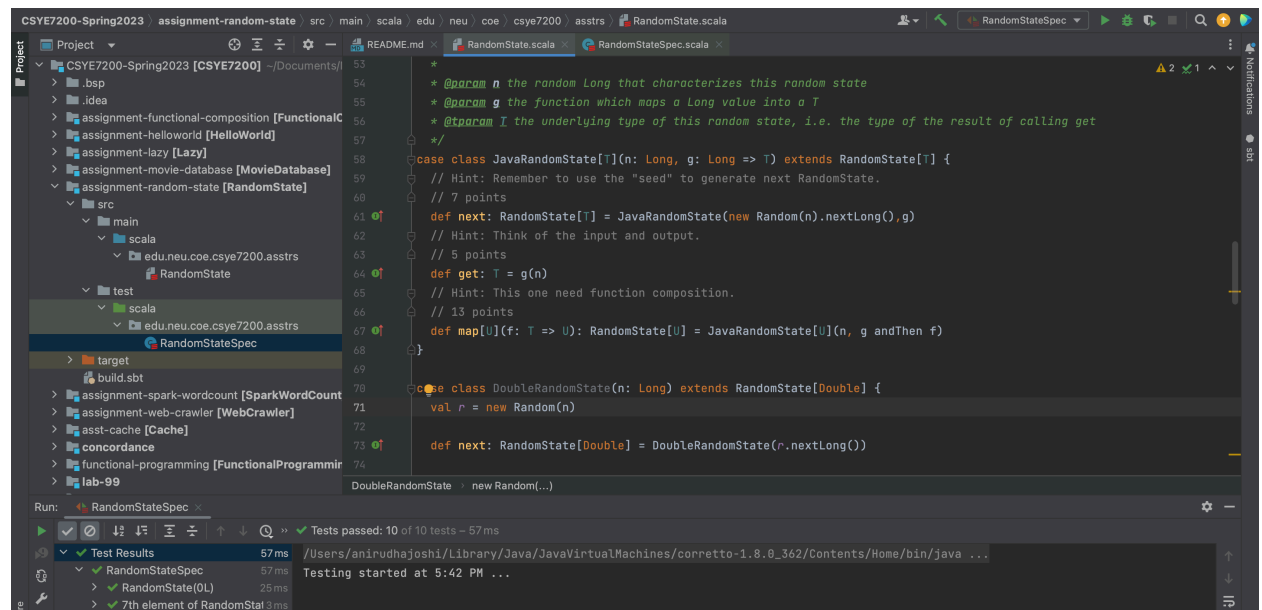 CSYE7200-Spring2023 〉 assignment-random-state 〉 src 〉 main 〉 scala 〉 edu 〉 neu 〉 coe 〉 csye7200 〉 asstrs 〉 RandomState.scala
RandomStateSpec
Project
Project
README.md
RandomState.scala
RandomStateSpec.scala
Notifications
sbt
CSYE7200-Spring2023 [CSYE7200] ~/Documents/
.bsp
.idea
assignment-functional-composition [FunctionalC
assignment-helloworld [HelloWorld]
assignment-lazy [Lazy]
assignment-movie-database [MovieDatabase]
assignment-random-state [RandomState]
src
main
scala
edu.neu.coe.csye7200.asstrs
RandomState
test
scala
edu.neu.coe.csye7200.asstrs
RandomStateSpec
target
build.sbt
assignment-spark-wordcount [SparkWordCount
assignment-web-crawler [WebCrawler]
asst-cache [Cache]
concordance
functional-programming [FunctionalProgrammin
lab-99
2 1
53 *
54 * @param n the random Long that characterizes this random state
55 * @param g the function which maps a Long value into a T
56 * @tparam T the underlying type of this random state, i.e. the type of the result of calling get
57 */
58 case class JavaRandomState[T](n: Long, g: Long => T) extends RandomState[T] {
59 // Hint: Remember to use the "seed" to generate next RandomState.
60 // 7 points
61 def next: RandomState[T] = JavaRandomState(new Random(n).nextLong(),g)
62 // Hint: Think of the input and output.
63 // 5 points
64 def get: T = g(n)
65 // Hint: This one need function composition.
66 // 13 points
67 def map[U](f: T => U): RandomState[U] = JavaRandomState[U](n, g andThen f)
68 }
69
70 case class DoubleRandomState(n: Long) extends RandomState[Double] {
71 val r = new Random(n)
72
73 def next: RandomState[Double] = DoubleRandomState(r.nextLong())
74
DoubleRandomState 〉 new Random(...)
Run: RandomStateSpec
» Tests passed: 10 of 10 tests – 57 ms
Test Results 57 ms
RandomStateSpec 57 ms
RandomState(0L) 25 ms
7th element of RandomStat 3 ms
/Users/anirudhajoshi/Library/Java/JavaVirtualMachines/corretto-1.8.0_362/Contents/Home/bin/java ...
Testing started at 5:42 PM ...